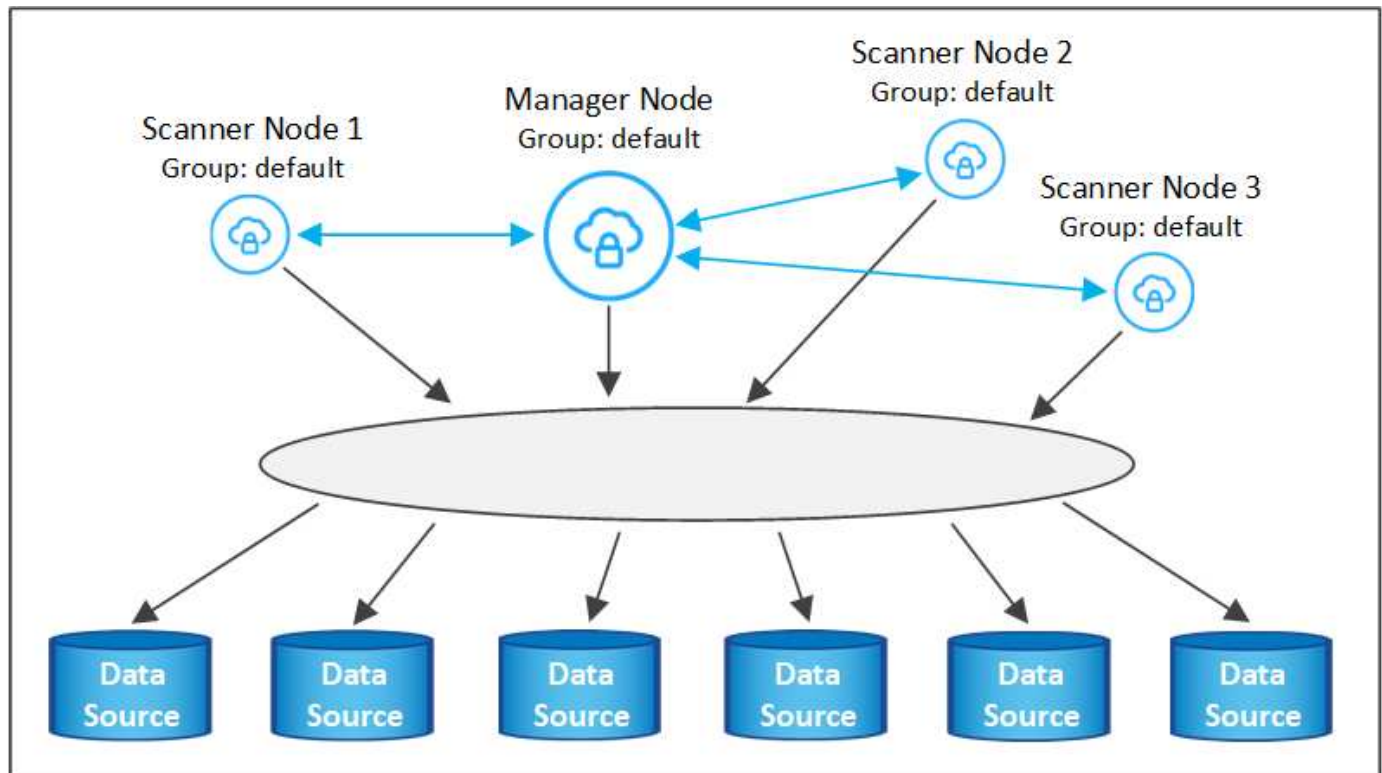 Scanner Node 1
Group: default
Manager Node
Group: default
Scanner Node 2
Group: default
Scanner Node 3
Group: default
Data
Source
Data
Source
Data
Source
Data
Source
Data
Source
Data
Source